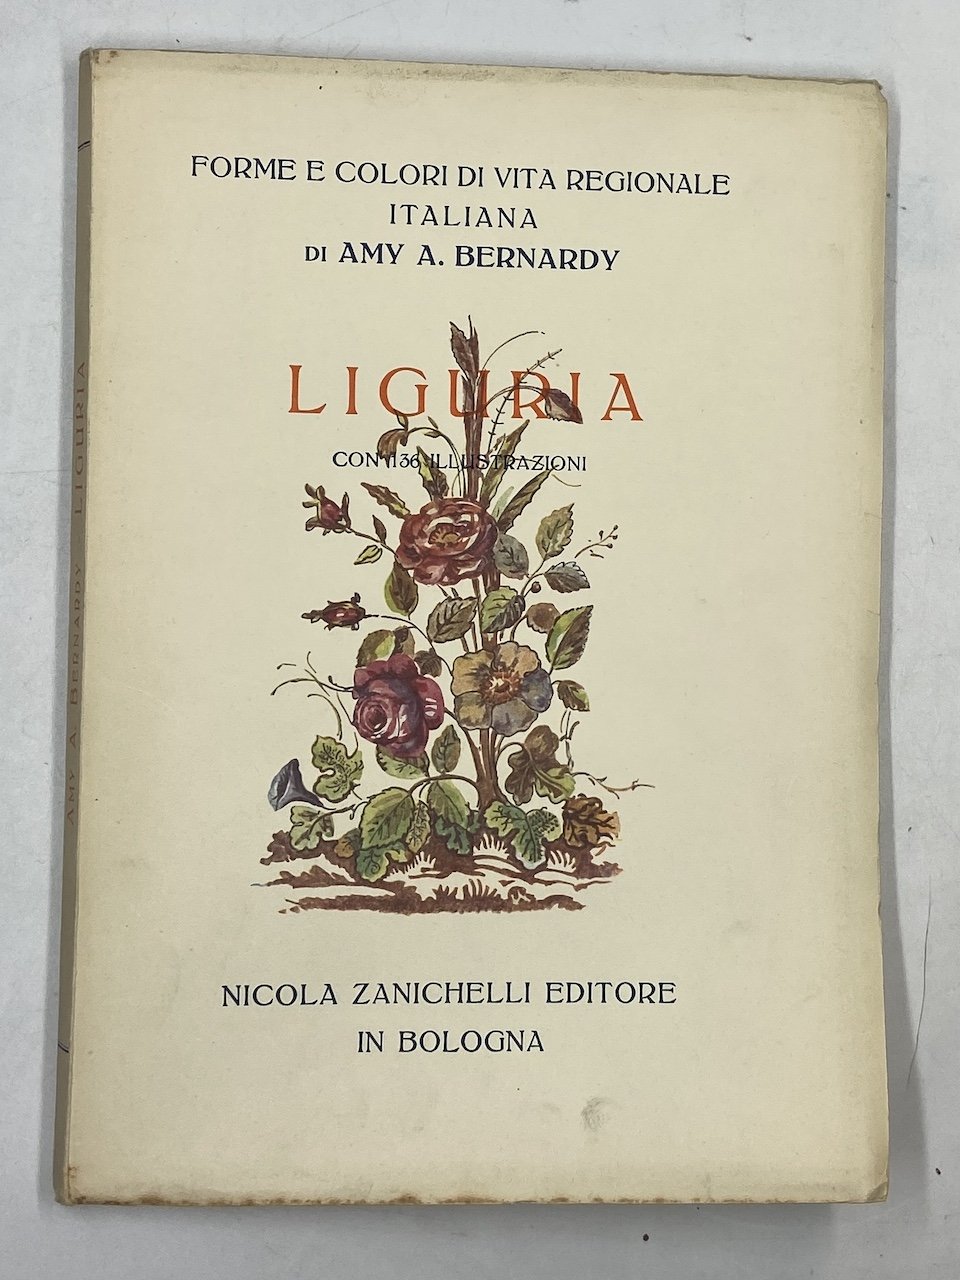 FORME E COLORI DI VITA REGIONALE
ITALIANA
DI AMY A. BERNARDY
LIGURIA
CON 136 ILLUSTRAZIONI
NICOLA ZANICHELLI EDITORE
IN BOLOGNA
AMY A. BERNARDY LIGURIA